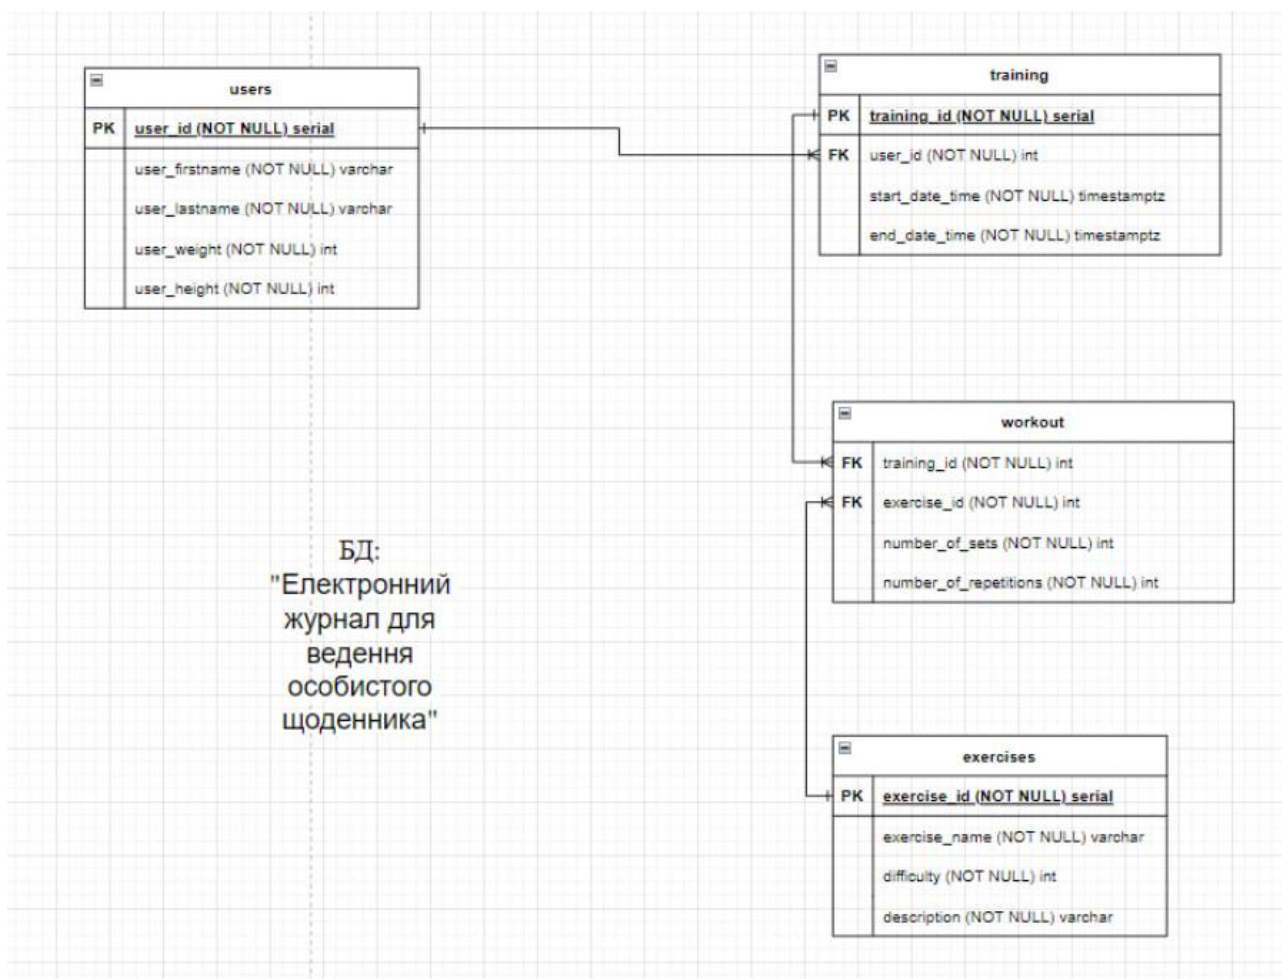 users
PK user_id (NOT NULL) serial
user_firstname (NOT NULL) varchar
user_lastname (NOT NULL) varchar
user_weight (NOT NULL) int
user_height (NOT NULL) int
training
PK training_id (NOT NULL) serial
FK user_id (NOT NULL) int
start_date_time (NOT NULL) timestamptz
end_date_time (NOT NULL) timestamptz
workout
FK training_id (NOT NULL) int
FK exercise_id (NOT NULL) int
number_of_sets (NOT NULL) int
number_of_repetitions (NOT NULL) int
БД:
"Електронний
журнал для
ведення
особистого
щоденника"
exercises
PK exercise_id (NOT NULL) serial
exercise_name (NOT NULL) varchar
difficulty (NOT NULL) int
description (NOT NULL) varchar